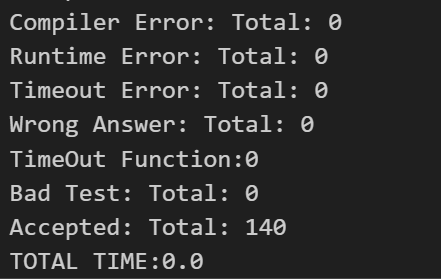 Compiler Error: Total: 0
Runtime Error: Total: 0
Timeout Error: Total: 0
Wrong Answer: Total: 0
TimeOut Function:0
Bad Test: Total: 0
Accepted: Total: 140
TOTAL TIME:0.0